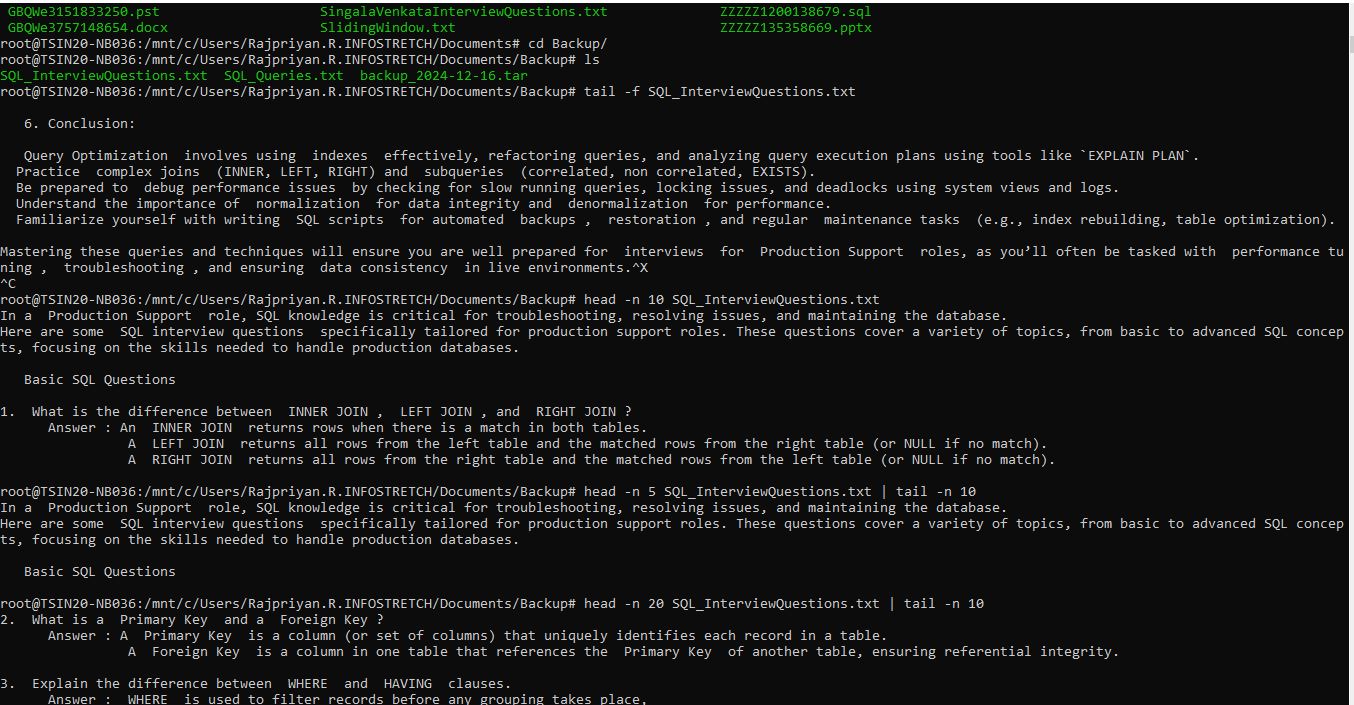 GBQWe3151833250.pst SingalaVenkataInterviewQuestions.txt ZZZZZ1200138679.sql
GBQWe3757148654.docx SlidingWindow.txt ZZZZZ135358669.pptx
root@TSIN20-NB036:/mnt/c/Users/Rajpriyan.R.INFOSTRETCH/Documents# cd Backup/
root@TSIN20-NB036:/mnt/c/Users/Rajpriyan.R.INFOSTRETCH/Documents/Backup# ls
SQL_InterviewQuestions.txt  SQL_Queries.txt  backup_2024-12-16.tar
root@TSIN20-NB036:/mnt/c/Users/Rajpriyan.R.INFOSTRETCH/Documents/Backup# tail -f SQL_InterviewQuestions.txt
6. Conclusion:
Query Optimization  involves using  indexes  effectively, refactoring queries, and analyzing query execution plans using tools like `EXPLAIN PLAN`.
Practice  complex joins  (INNER, LEFT, RIGHT) and  subqueries  (correlated, non correlated, EXISTS).
Be prepared to  debug performance issues  by checking for slow running queries, locking issues, and deadlocks using system views and logs.
Understand the importance of  normalization  for data integrity and  denormalization  for performance.
Familiarize yourself with writing  SQL scripts  for automated  backups ,  restoration , and regular  maintenance tasks  (e.g., index rebuilding, table optimization).
Mastering these queries and techniques will ensure you are well prepared for  interviews  for  Production Support  roles, as you’ll often be tasked with  performance tu
ning ,  troubleshooting , and ensuring  data consistency  in live environments.^X
^C
root@TSIN20-NB036:/mnt/c/Users/Rajpriyan.R.INFOSTRETCH/Documents/Backup# head -n 10 SQL_InterviewQuestions.txt
In a  Production Support  role, SQL knowledge is critical for troubleshooting, resolving issues, and maintaining the database.
Here are some  SQL interview questions  specifically tailored for production support roles. These questions cover a variety of topics, from basic to advanced SQL concep
ts, focusing on the skills needed to handle production databases.
Basic SQL Questions
1.  What is the difference between  INNER JOIN ,  LEFT JOIN , and  RIGHT JOIN ?
Answer : An  INNER JOIN  returns rows when there is a match in both tables.
A  LEFT JOIN  returns all rows from the left table and the matched rows from the right table (or NULL if no match).
A  RIGHT JOIN  returns all rows from the right table and the matched rows from the left table (or NULL if no match).
root@TSIN20-NB036:/mnt/c/Users/Rajpriyan.R.INFOSTRETCH/Documents/Backup# head -n 5 SQL_InterviewQuestions.txt | tail -n 10
In a  Production Support  role, SQL knowledge is critical for troubleshooting, resolving issues, and maintaining the database.
Here are some  SQL interview questions  specifically tailored for production support roles. These questions cover a variety of topics, from basic to advanced SQL concep
ts, focusing on the skills needed to handle production databases.
Basic SQL Questions
root@TSIN20-NB036:/mnt/c/Users/Rajpriyan.R.INFOSTRETCH/Documents/Backup# head -n 20 SQL_InterviewQuestions.txt | tail -n 10
2.  What is a  Primary Key  and a  Foreign Key ?
Answer : A  Primary Key  is a column (or set of columns) that uniquely identifies each record in a table.
A  Foreign Key  is a column in one table that references the  Primary Key  of another table, ensuring referential integrity.
3.  Explain the difference between  WHERE  and  HAVING  clauses.
Answer :  WHERE  is used to filter records before any grouping takes place,